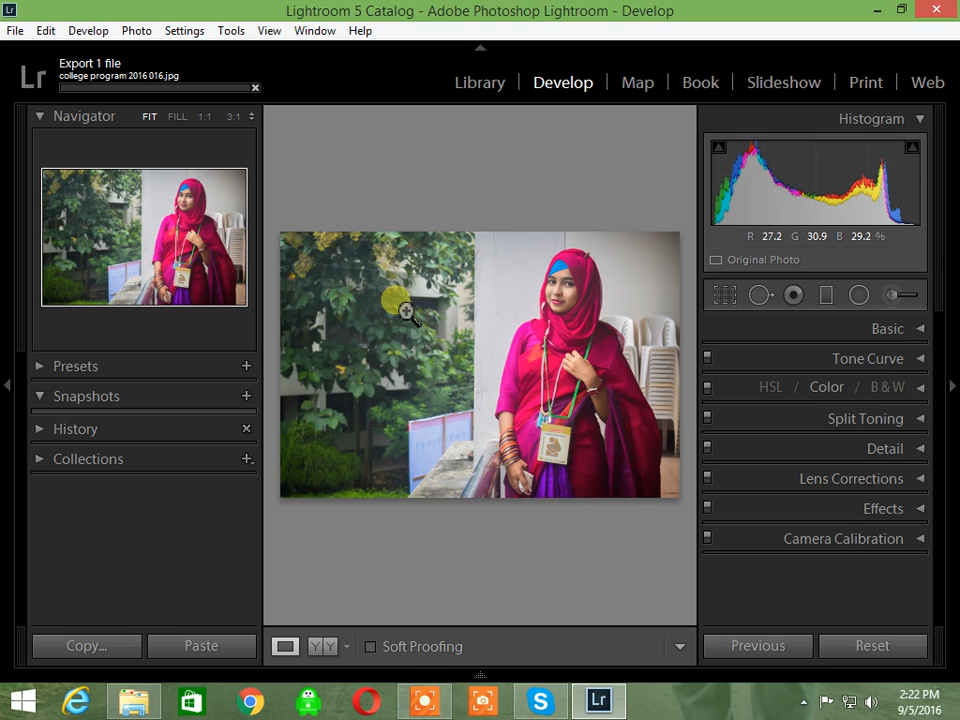 Lr
Lightroom 5 Catalog - Adobe Photoshop Lightroom - Develop
File Edit Develop Photo Settings Tools View Window Help
Lr
Export 1 file
college program 2016 016.jpg
Library | Develop | Map | Book | Slideshow | Print | Web
Navigator FIT FILL 1:1 3:1
Histogram
R 27.2 G 30.9 B 29.2 %
Original Photo
Basic
Presets
Tone Curve
Snapshots
HSL / Color / B & W
Split Toning
History
Detail
Collections
Lens Corrections
Effects
Camera Calibration
Copy... Paste
YY
Soft Proofing
Previous Reset
S
Lr
2:22 PM
9/5/2016